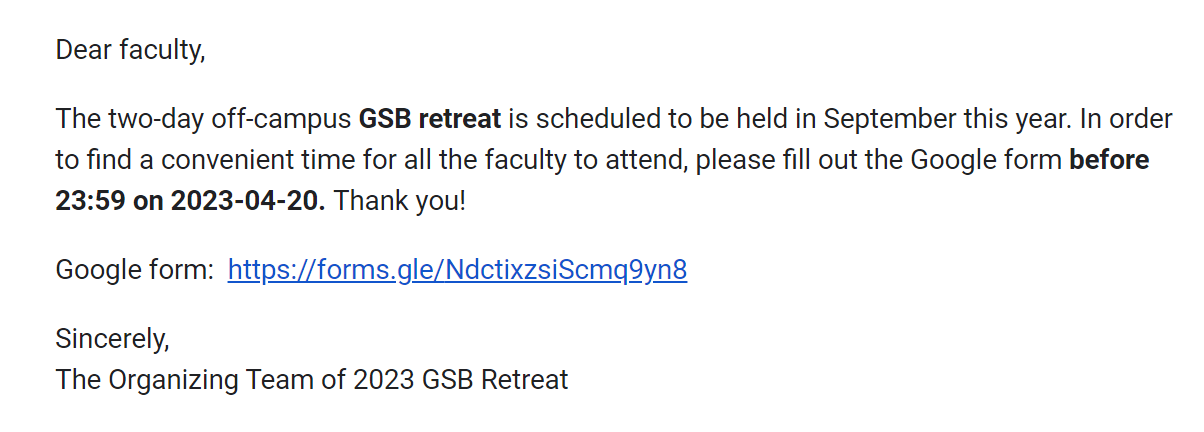 Dear faculty,
The two-day off-campus GSB retreat is scheduled to be held in September this year. In order
to find a convenient time for all the faculty to attend, please fill out the Google form before
23:59 on 2023-04-20. Thank you!
Google form:  https://forms.gle/NdctixzsiScmq9yn8
Sincerely,
The Organizing Team of 2023 GSB Retreat